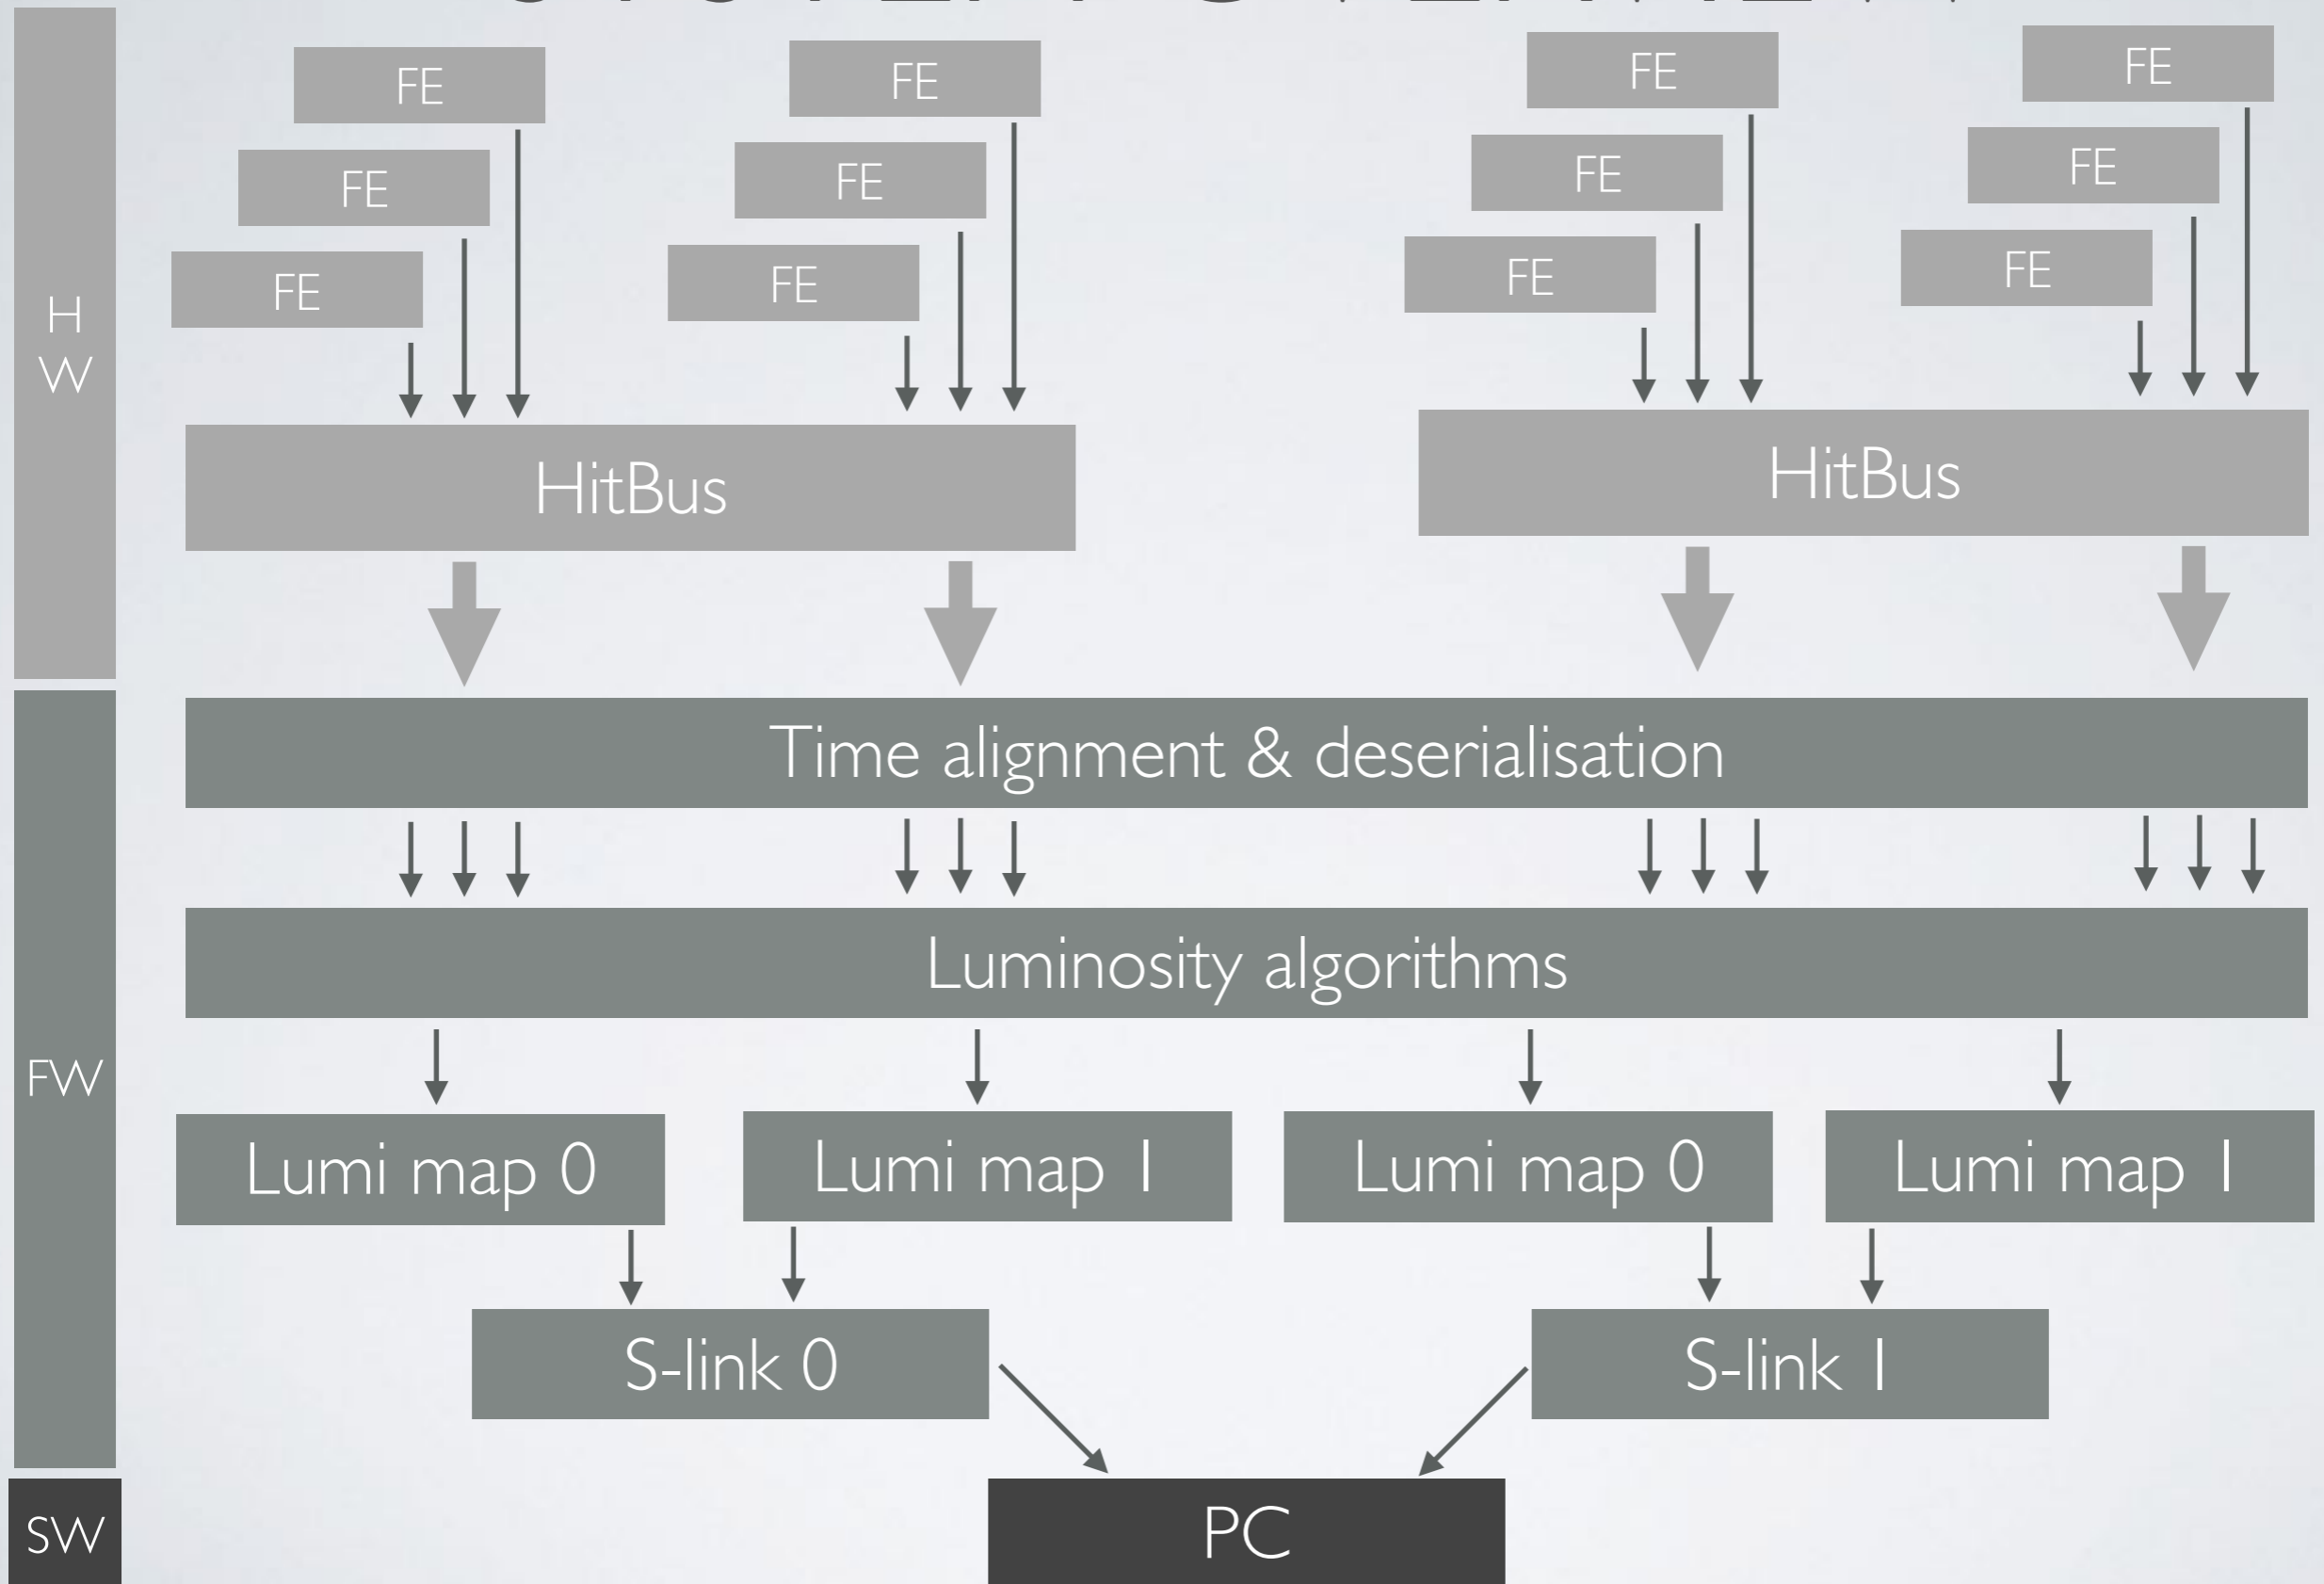 FE
FE
FE
FE
FE
FE
FE
FE
FE
FE
FE
FE
H
W
HitBus
HitBus
Time alignment & deserialisation
Luminosity algorithms
FW
Lumi map 0
Lumi map 1
Lumi map 0
Lumi map 1
S-link 0
S-link 1
SW
PC